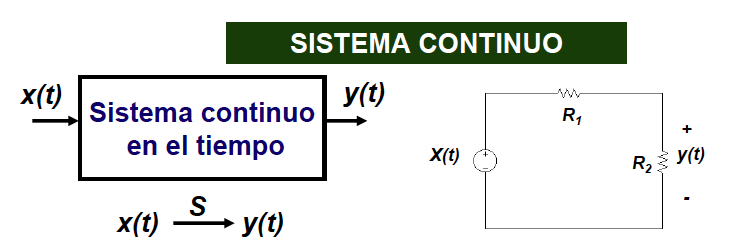 SISTEMA CONTINUO
x(t)
Sistema continuo
en el tiempo
y(t)
x(t) S y(t)
R1
X(t)
+
-
R2
+
y(t)
-